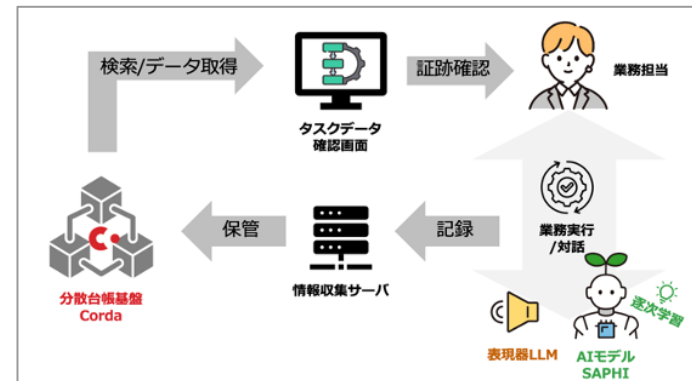 検索/データ取得
証跡確認
業務担当
タスクデータ
確認画面
業務実行
/対話
保管
記録
情報収集サーバ
分散台帳基盤
Corda
逐次学習
表現器LLM
AIモデル
SAPHI